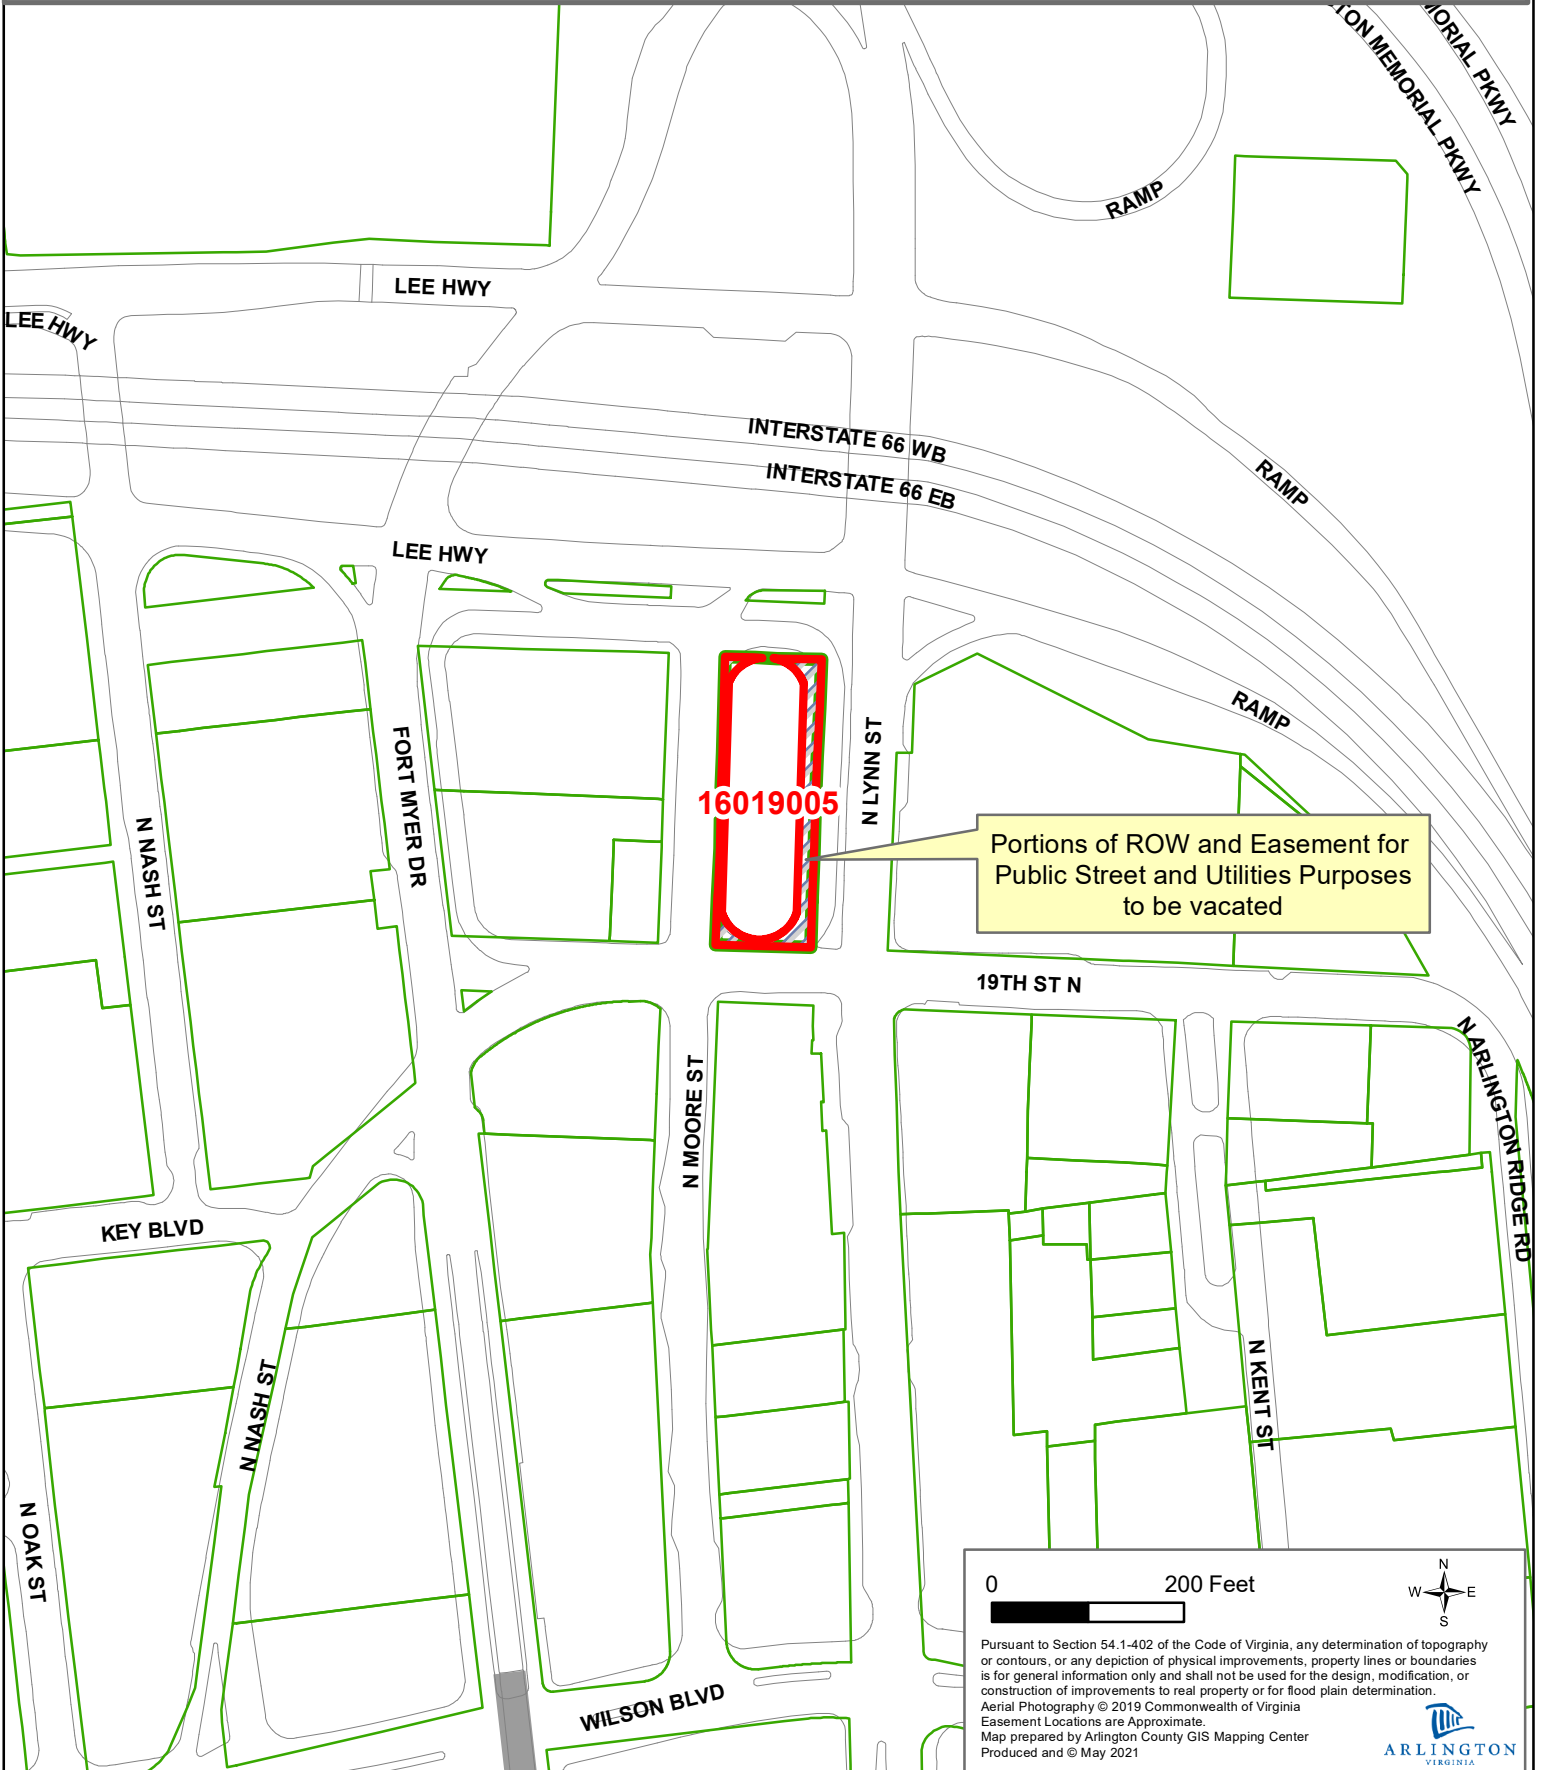 TON MEMORIAL PKWY
MORIAL PKWY
RAMP
LEE HWY
LEE HWY
INTERSTATE 66 WB
INTERSTATE 66 EB
RAMP
LEE HWY
RAMP
FORT MYER DR
N LYNN ST
16019005
N NASH ST
Portions of ROW and Easement for
Public Street and Utilities Purposes
to be vacated
19TH ST N
N ARLINGTON RIDGE RD
N MOORE ST
KEY BLVD
N NASH ST
N KENT ST
N OAK ST
WILSON BLVD
0 200 Feet
N
W E
S
Pursuant to Section 54.1-402 of the Code of Virginia, any determination of topography
or contours, or any depiction of physical improvements, property lines or boundaries
is for general information only and shall not be used for the design, modification, or
construction of improvements to real property or for flood plain determination.
Aerial Photography © 2019 Commonwealth of Virginia
Easement Locations are Approximate.
Map prepared by Arlington County GIS Mapping Center
Produced and © May 2021
ARLINGTON
VIRGINIA